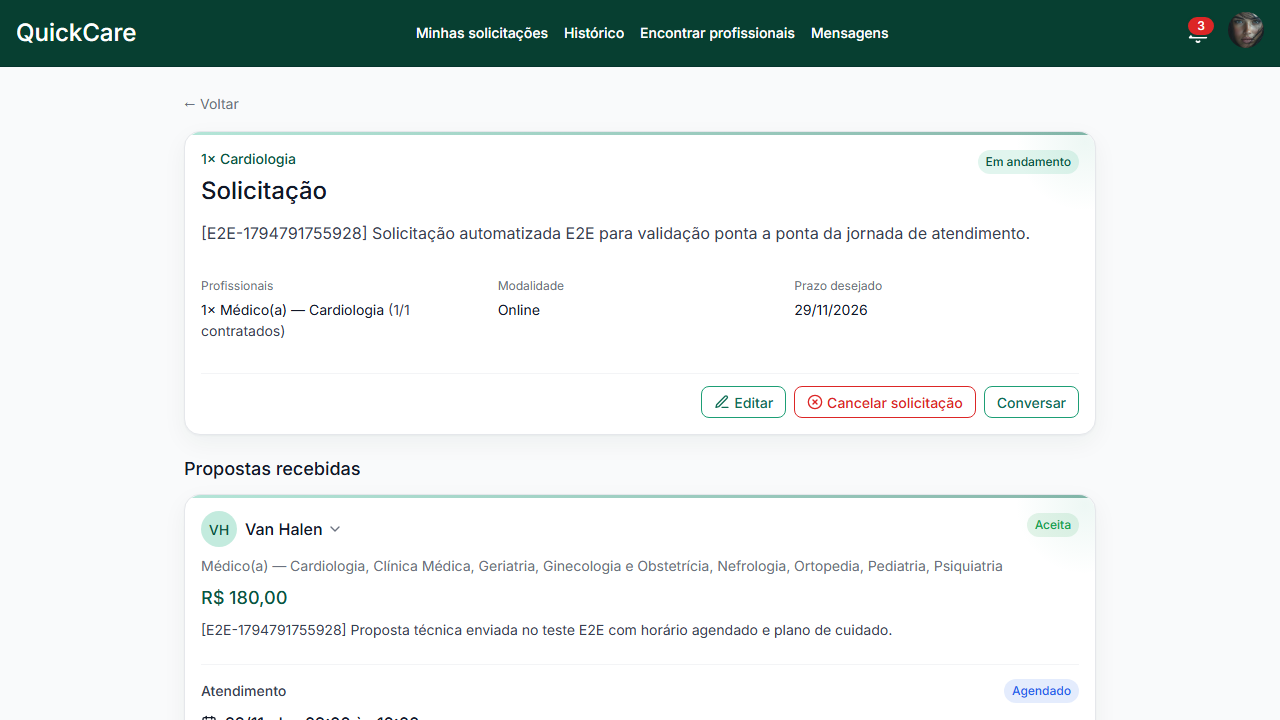 QuickCare
Minhas solicitações Histórico Encontrar profissionais Mensagens
3
← Voltar
1× Cardiologia
Em andamento
Solicitação
[E2E-1794791755928] Solicitação automatizada E2E para validação ponta a ponta da jornada de atendimento.
Profissionais
1× Médico(a) — Cardiologia (1/1
contratados)
Modalidade
Online
Prazo desejado
29/11/2026
Editar
Cancelar solicitação
Conversar
Propostas recebidas
VH
Van Halen
Aceita
Médico(a) — Cardiologia, Clínica Médica, Geriatria, Ginecologia e Obstetrícia, Nefrologia, Ortopedia, Pediatria, Psiquiatria
R$ 180,00
[E2E-1794791755928] Proposta técnica enviada no teste E2E com horário agendado e plano de cuidado.
Atendimento
Agendado